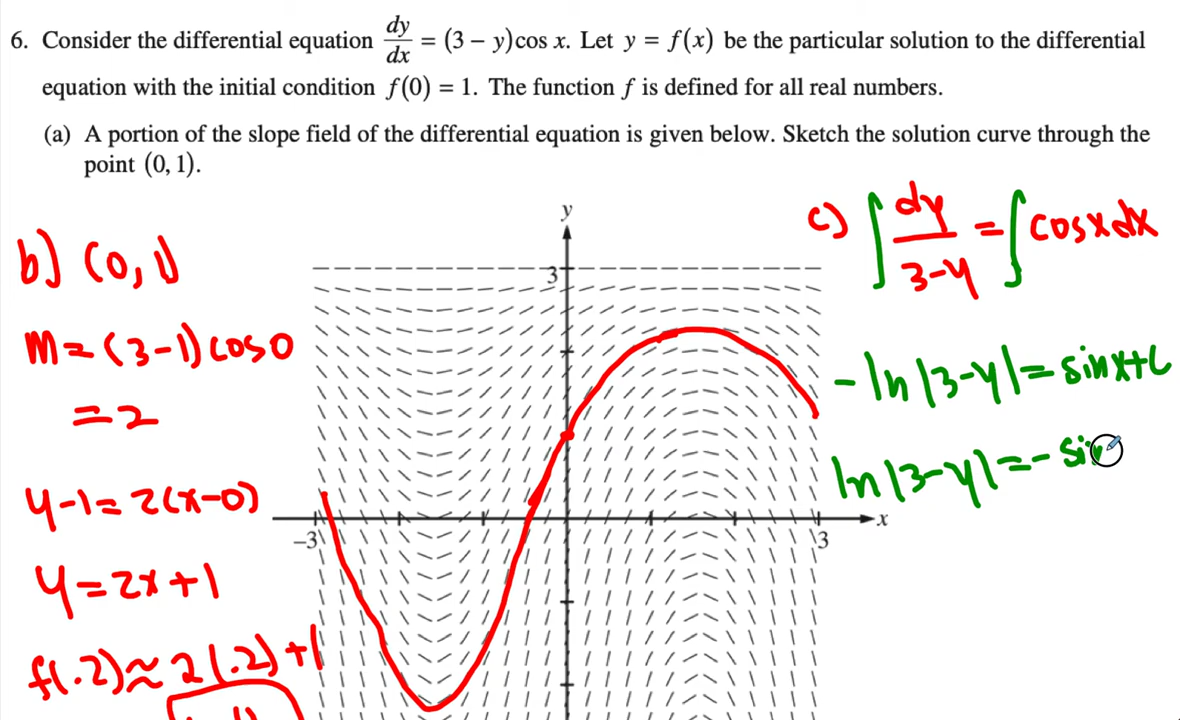 6. Consider the differential equation dy/dx = (3 − y)cos x. Let y = f(x) be the particular solution to the differential
equation with the initial condition f(0) = 1. The function f is defined for all real numbers.
(a) A portion of the slope field of the differential equation is given below. Sketch the solution curve through the
point (0, 1).
b) (0, 1)
m = (3-1) cos 0
= 2
y-1 = 2(x-0)
y = 2x+1
f(.2) ≈ 2(.2)+1
y
3
−3
3
x
c) ∫ dy/3-y = ∫ cosxdx
-ln|3-y| = sinx+C
ln|3-y| = - sin